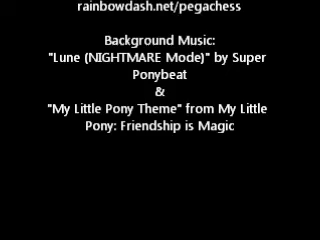 rainbowdash.net/pegachess
Background Music:
"Lune (NIGHTMARE Mode)" by Super
Ponybeat
&
"My Little Pony Theme" from My Little
Pony: Friendship is Magic